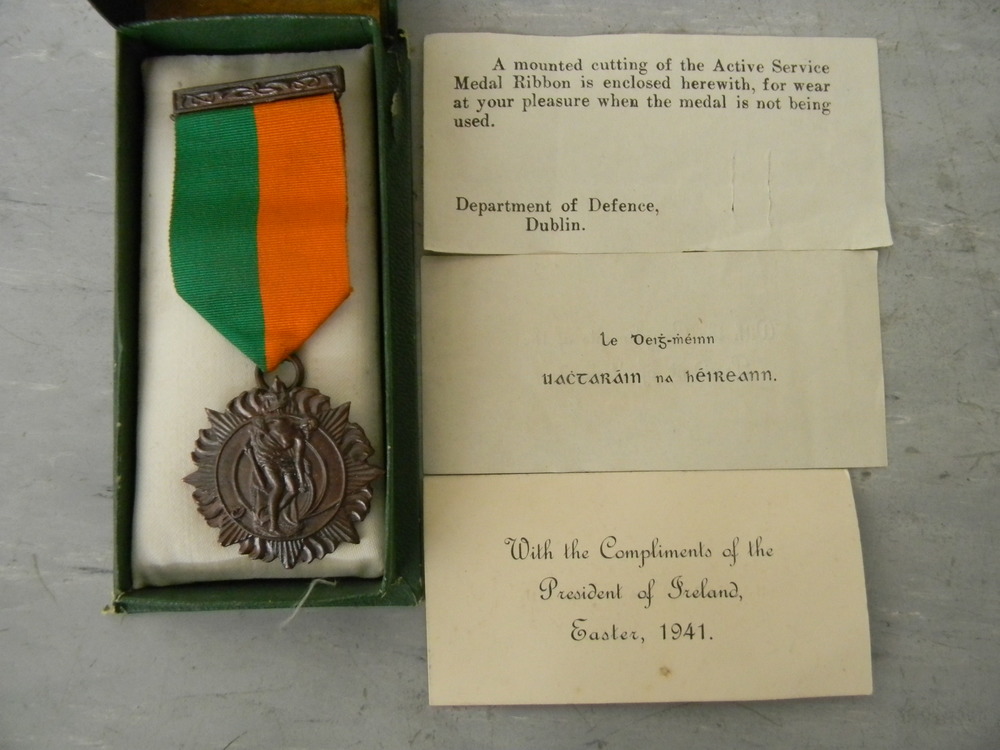 A mounted cutting of the Active Service
Medal Ribbon is enclosed herewith, for wear
at your pleasure when the medal is not being
used.
Department of Defence,
Dublin.
le Deiġ-ṁéinn
uaċtaráin na hÉireann.
With the Compliments of the
President of Ireland,
Easter, 1941.